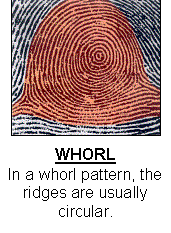 WHORL
In a whorl pattern, the
ridges are usually
circular.